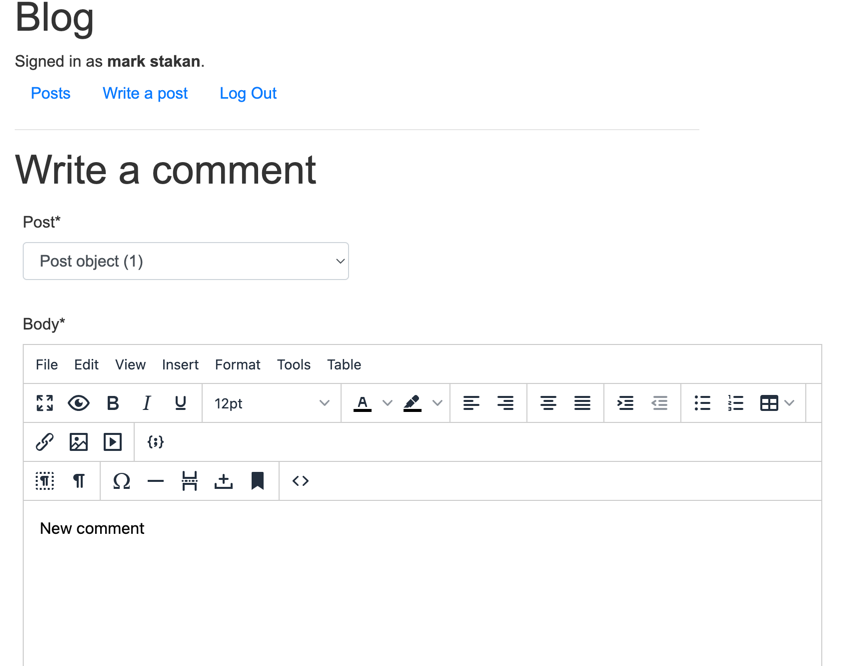 Blog
Signed in as mark stakan.
Posts Write a post Log Out
Write a comment
Post*
Post object (1)
Body*
File Edit View Insert Format Tools Table
B I U 12pt A
{;}
¶ ¶ Ω <>
New comment